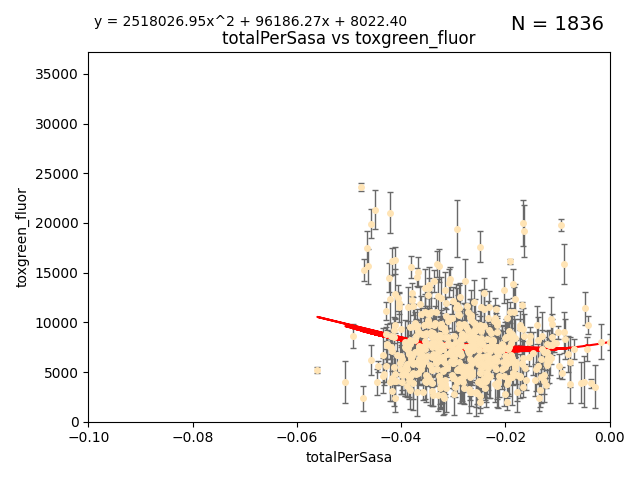 y = 2518026.95x^2 + 96186.27x + 8022.40
N = 1836
totalPerSasa vs toxgreen_fluor
35000
30000
25000
20000
15000
10000
5000
0
toxgreen_fluor
−0.10
−0.08
−0.06
−0.04
−0.02
0.00
totalPerSasa